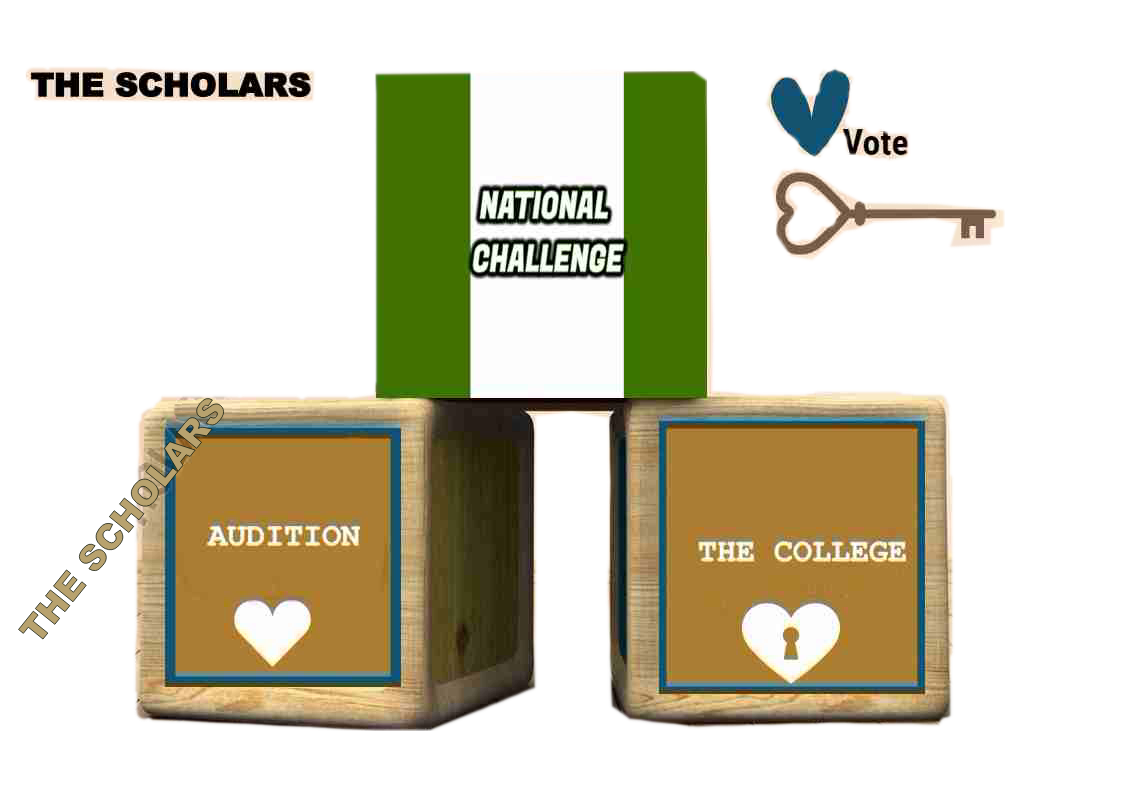 THE SCHOLARS
NATIONAL
CHALLENGE
Vote
THE SCHOLARS
AUDITION
THE COLLEGE